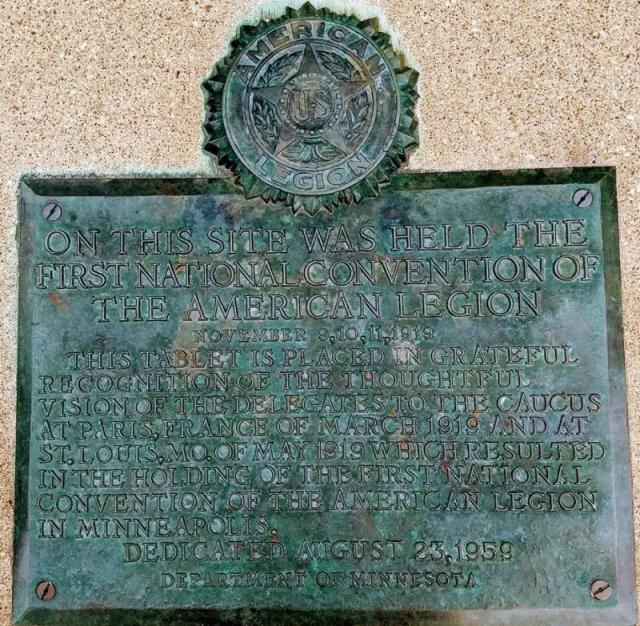 AMERICAN
US
LEGION
ON THIS SITE WAS HELD THE
FIRST NATIONAL CONVENTION OF
THE AMERICAN LEGION
NOVEMBER 9,10,11,1919
THIS TABLET IS PLACED IN GRATEFUL
RECOGNITION OF THE THOUGHTFUL
VISION OF THE DELEGATES TO THE CAUCUS
AT PARIS, FRANCE OF MARCH 1919 AND AT
ST. LOUIS, MO. OF MAY 1919 WHICH RESULTED
IN THE HOLDING OF THE FIRST NATIONAL
CONVENTION OF THE AMERICAN LEGION
IN MINNEAPOLIS.
DEDICATED AUGUST 23,1959
DEPARTMENT OF MINNESOTA